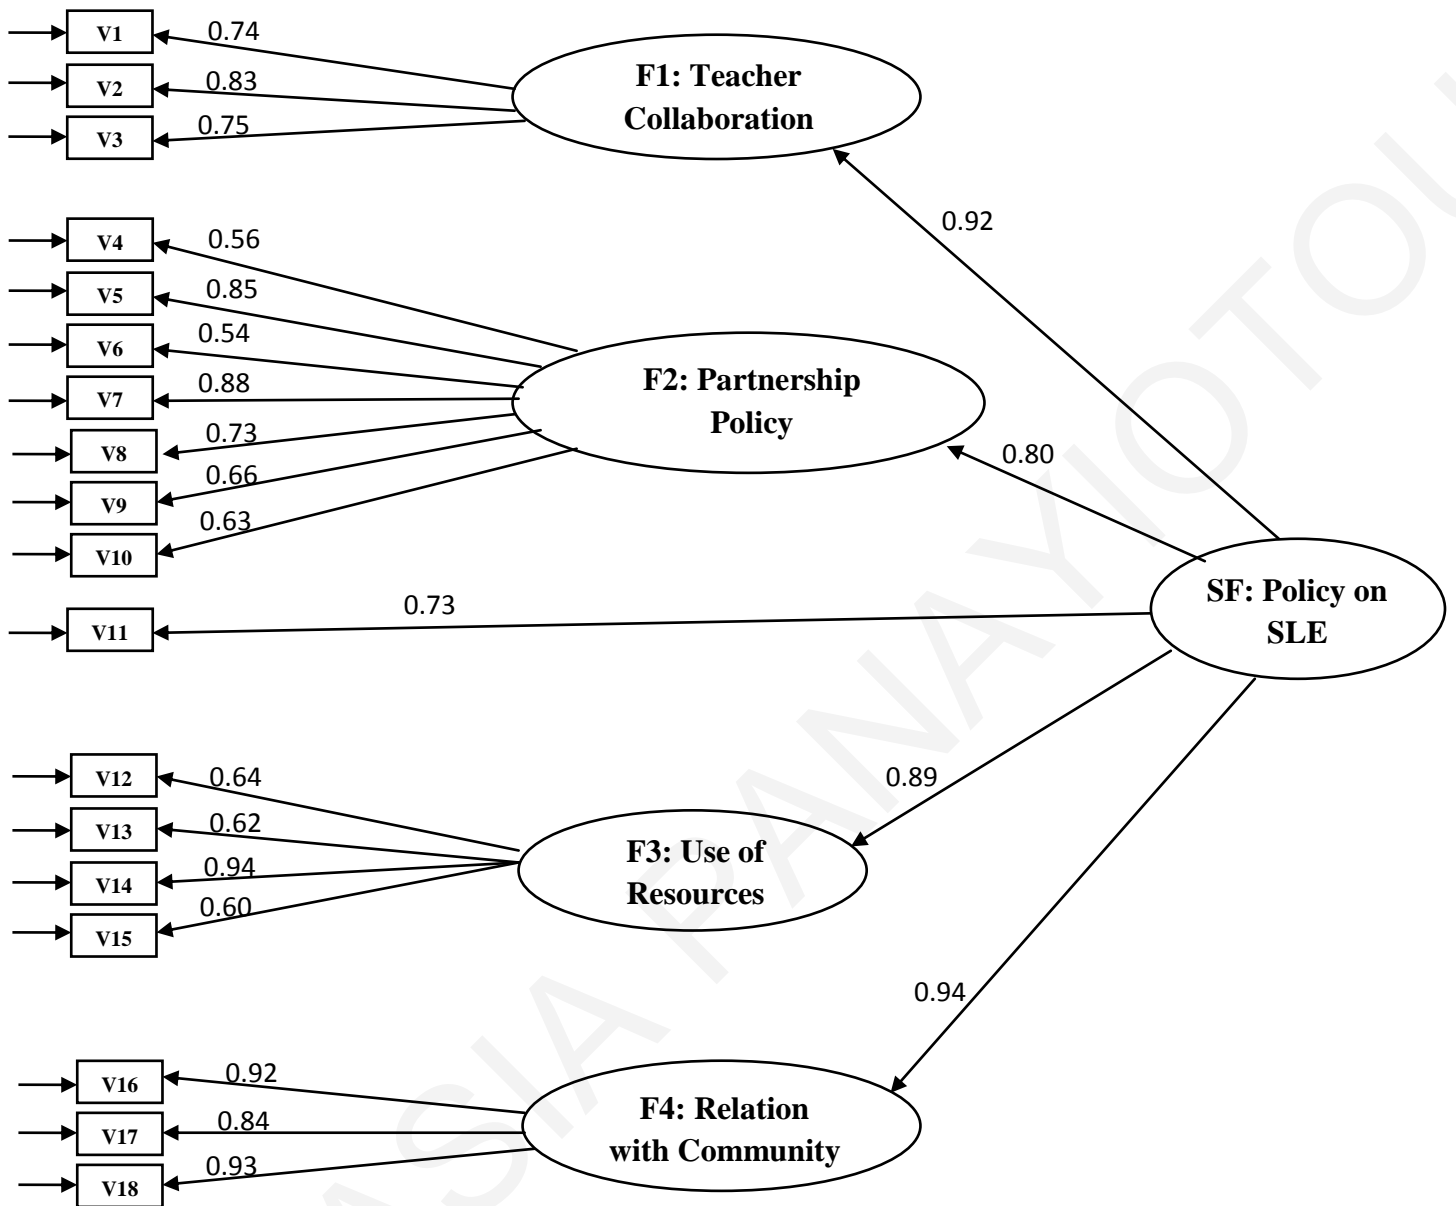 V1
0.74
V2
0.83
V3
0.75
F1: Teacher
Collaboration
0.92
V4
0.56
V5
0.85
V6
0.54
V7
0.88
V8
0.73
V9
0.66
V10
0.63
F2: Partnership
Policy
0.80
V11
0.73
SF: Policy on
SLE
V12
0.64
V13
0.62
V14
0.94
V15
0.60
F3: Use of
Resources
0.89
V16
0.92
V17
0.84
V18
0.93
F4: Relation
with Community
0.94
ASIA PANAYIOTOU